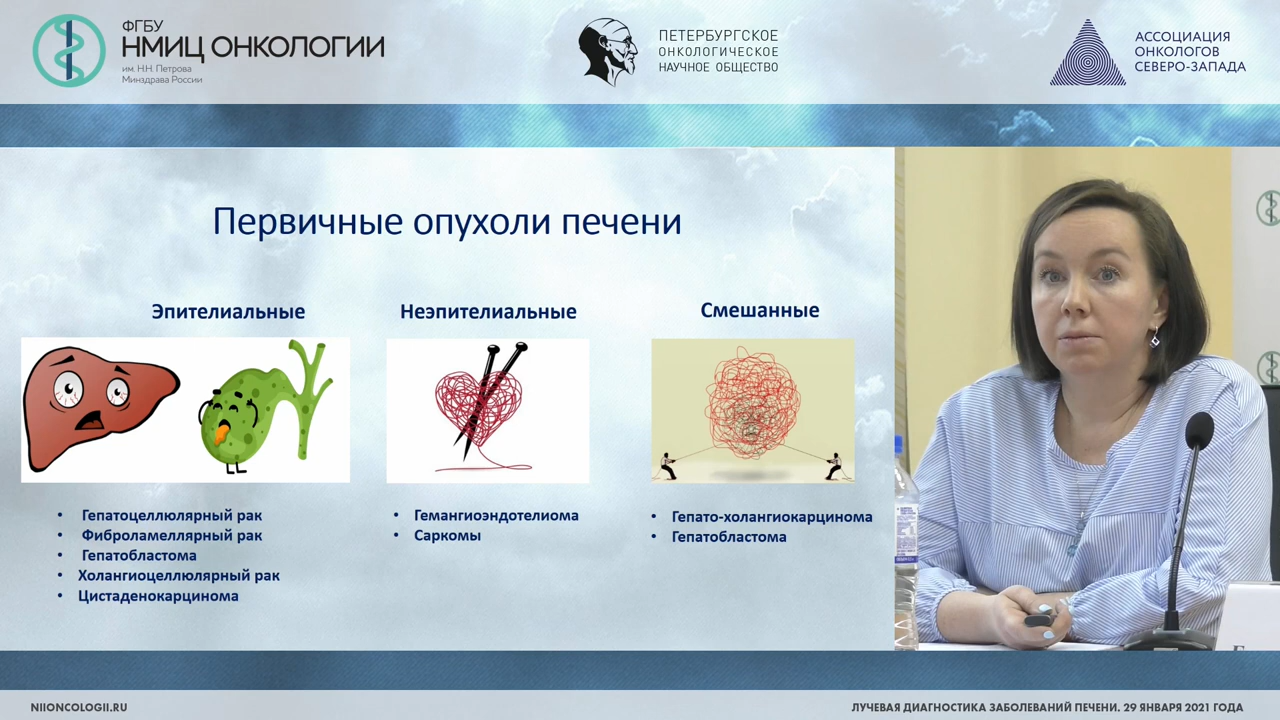 ФГБУ
НМИЦ ОНКОЛОГИИ
им. Н.Н. Петрова
Минздрава России
ПЕТЕРБУРГСКОЕ
ОНКОЛОГИЧЕСКОЕ
НАУЧНОЕ ОБЩЕСТВО
АССОЦИАЦИЯ
ОНКОЛОГОВ
СЕВЕРО-ЗАПАДА
Первичные опухоли печени
Эпителиальные
• Гепатоцеллюлярный рак
• Фиброламеллярный рак
• Гепатобластома
• Холангиоцеллюлярный рак
• Цистаденокарцинома
Неэпителиальные
• Гемангиоэндотелиома
• Саркомы
Смешанные
• Гепато-холангиокарцинома
• Гепатобластома
NIIONCOLOGII.RU
ЛУЧЕВАЯ ДИАГНОСТИКА ЗАБОЛЕВАНИЙ ПЕЧЕНИ. 29 ЯНВАРЯ 2021 ГОДА